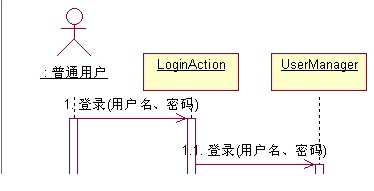 : 普通用户
LoginAction
UserManager
1. 登录(用户名、密码)
1.1. 登录(用户名、密码)